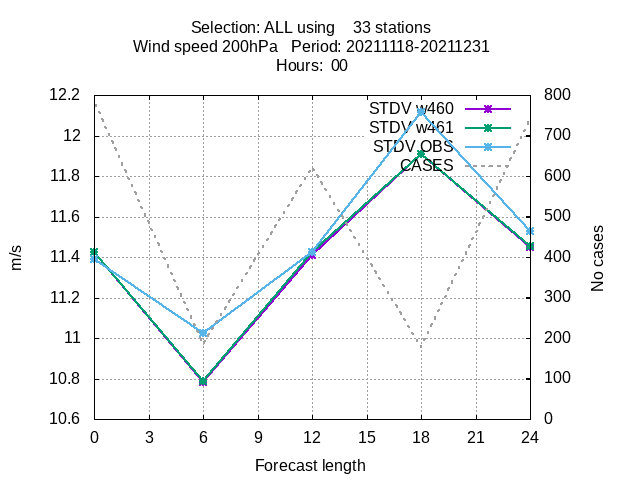 Selection: ALL using    33 stations
Wind speed 200hPa   Period: 20211118-20211231
Hours:  00
12.2
12
11.8
11.6
11.4
11.2
11
10.8
10.6
m/s
STDV w460
STDV w461
STDV OBS
CASES
800
700
600
500
400
300
200
100
0
No cases
0 3 6 9 12 15 18 21 24
Forecast length